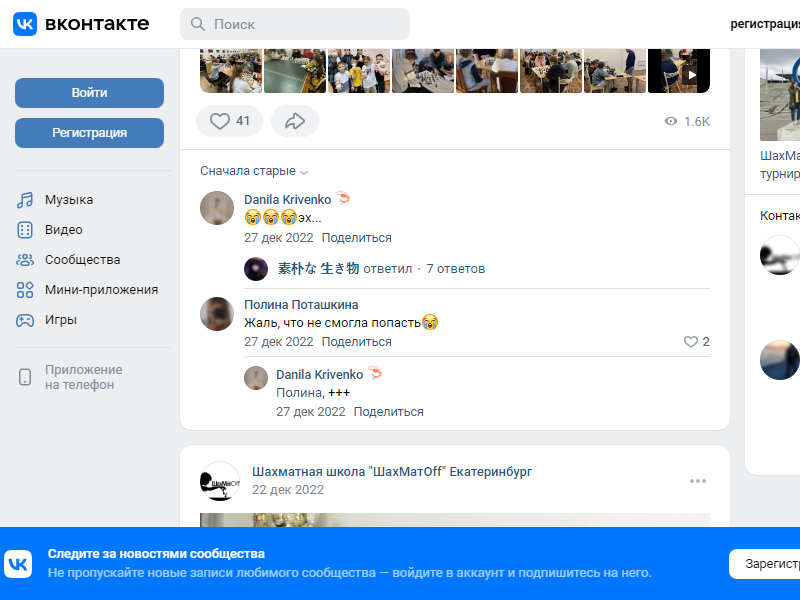 вконтакте
Поиск
регистрация
Войти
Регистрация
Музыка
Видео
Сообщества
Мини-приложения
Игры
Приложение
на телефон
41
1.6K
Сначала старые
Danila Krivenko 🦐
😭😭😭эх...
27 дек 2022 Поделиться
素朴な 生き物 ответил · 7 ответов
Полина Поташкина
Жаль, что не смогла попасть😭
27 дек 2022 Поделиться
2
Danila Krivenko 🦐
Полина, +++
27 дек 2022 Поделиться
Шахматная школа "ШахМатOff" Екатеринбург
22 дек 2022
ШахМа
турнир
Контак
Следите за новостями сообщества
Не пропускайте новые записи любимого сообщества — войдите в аккаунт и подпишитесь на него.
Зарегист